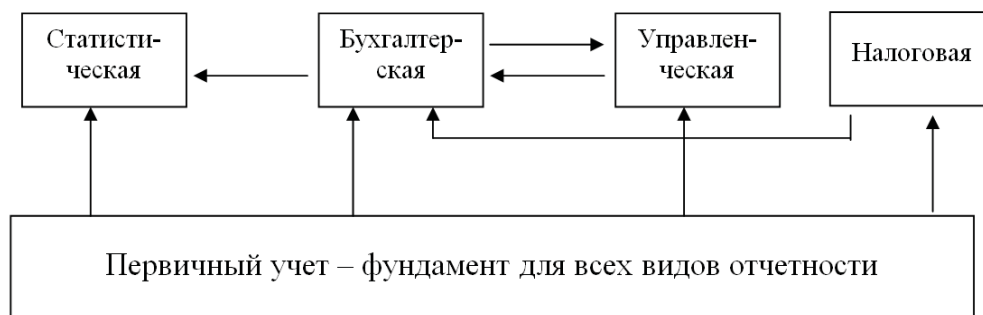 Статисти-
ческая
Бухгалтер-
ская
Управлен-
ческая
Налоговая
Первичный учет – фундамент для всех видов отчетности